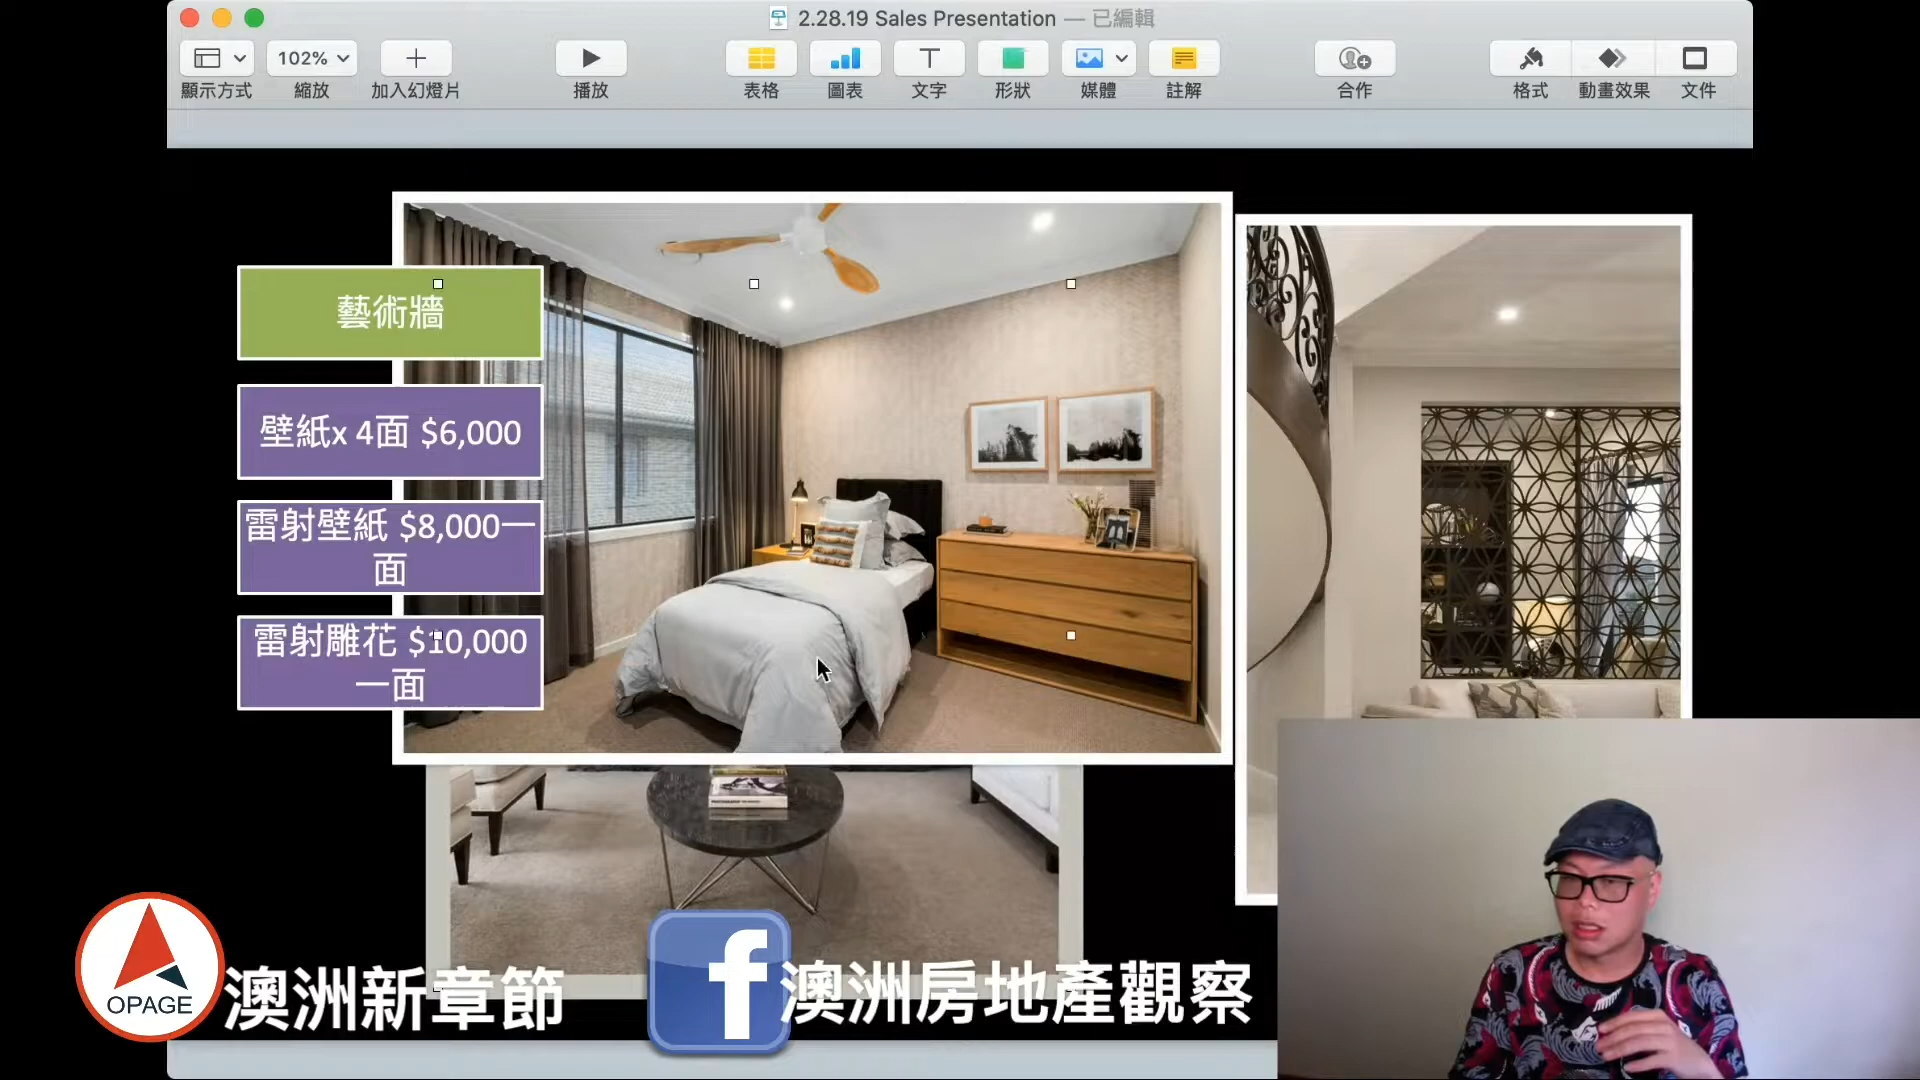 2.28.19 Sales Presentation — 已編輯
102%
顯示方式
縮放
加入幻燈片
播放
表格
圖表
文字
形狀
媒體
註解
合作
格式
動畫效果
文件
藝術牆
壁紙x 4面 $6,000
雷射壁紙 $8,000一
面
雷射雕花 $10,000
一面
OPAGE
澳洲新章節
f
澳洲房地產觀察